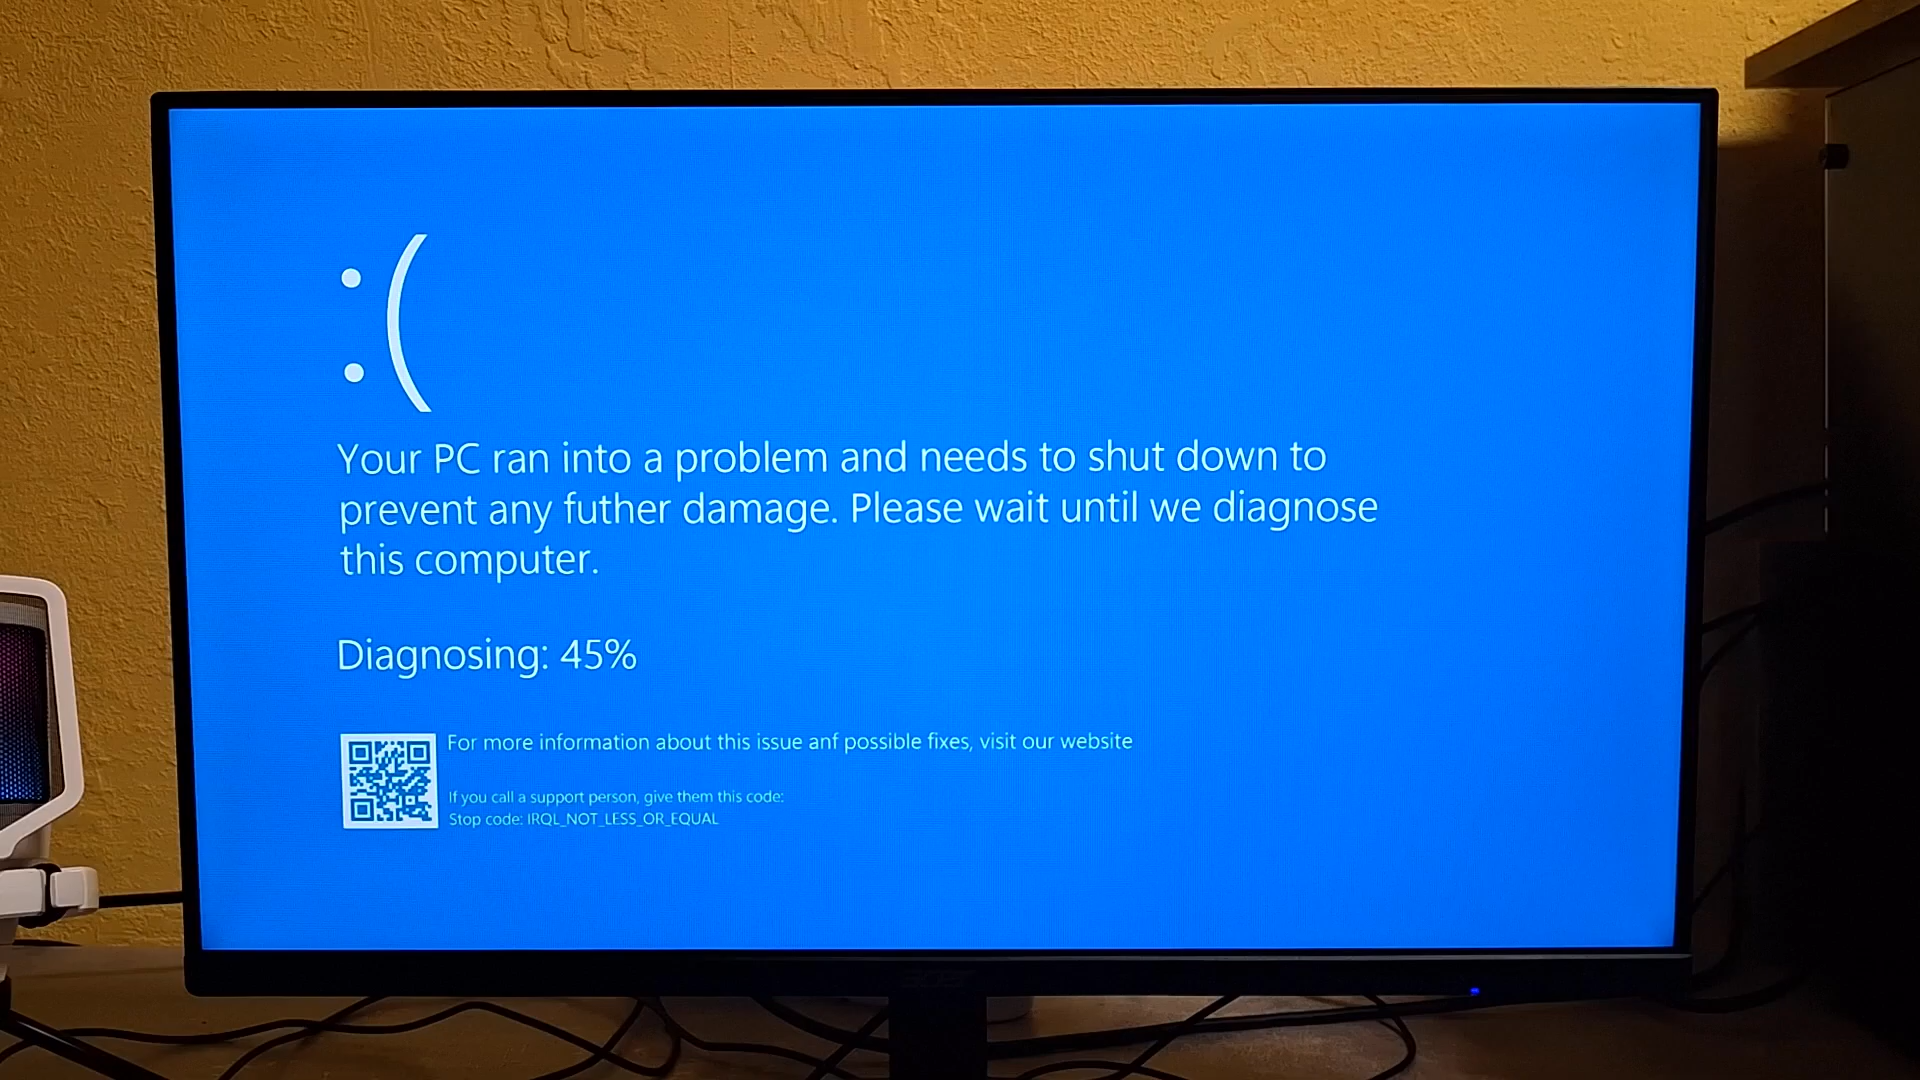 :(
Your PC ran into a problem and needs to shut down to
prevent any futher damage. Please wait until we diagnose
this computer.
Diagnosing: 45%
For more information about this issue anf possible fixes, visit our website
If you call a support person, give them this code:
Stop code: IRQL_NOT_LESS_OR_EQUAL
acer